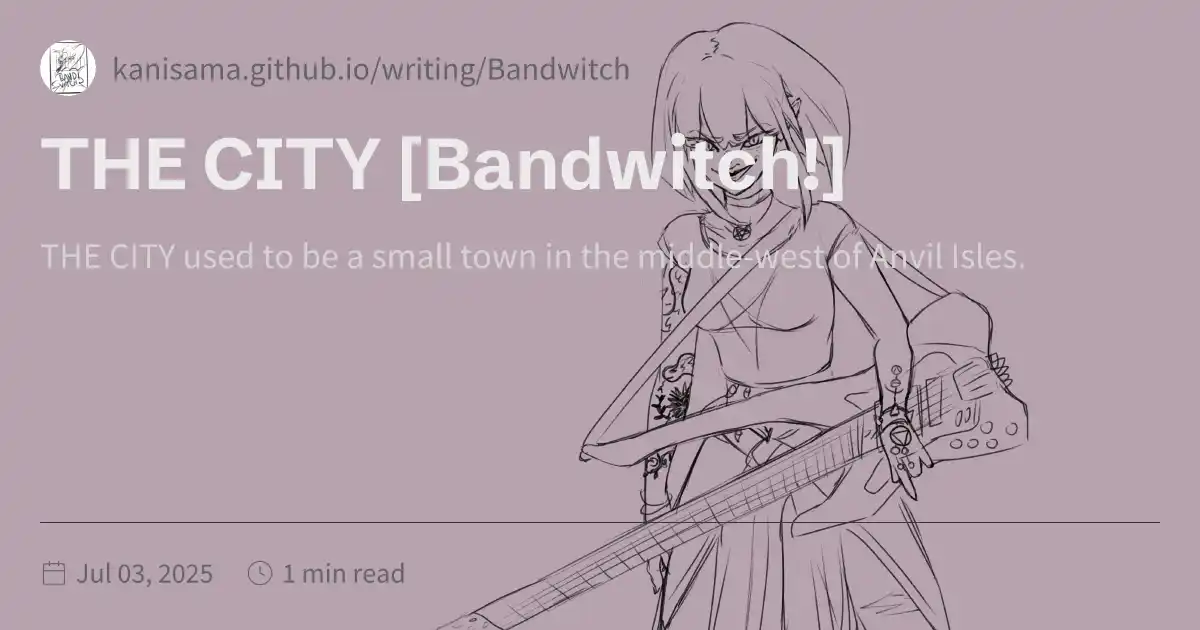 kanisama.github.io/writing/Bandwitch
THE CITY [Bandwitch!]
THE CITY used to be a small town in the middle-west of Anvil Isles.
Jul 03, 2025
1 min read